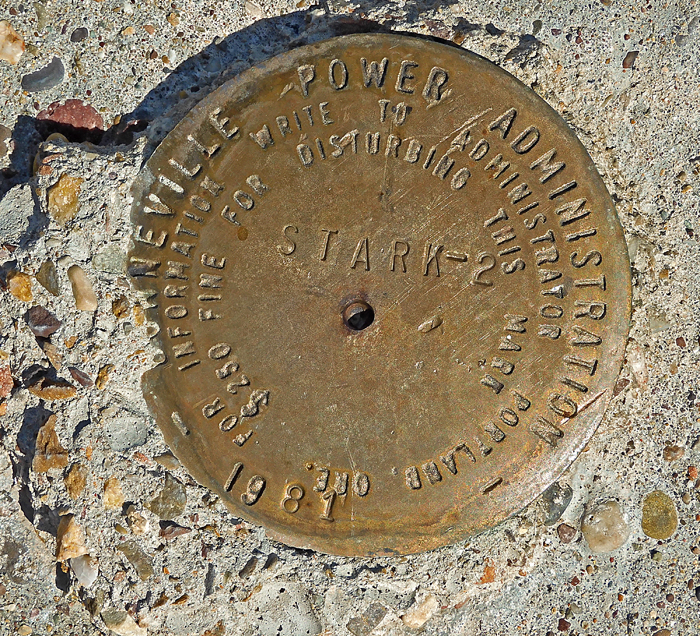 BONNEVILLE POWER ADMINISTRATION
FOR INFORMATION WRITE TO ADMINISTRATOR PORTLAND, ORE.
$250 FINE FOR DISTURBING THIS MARK
STARK-2
1981